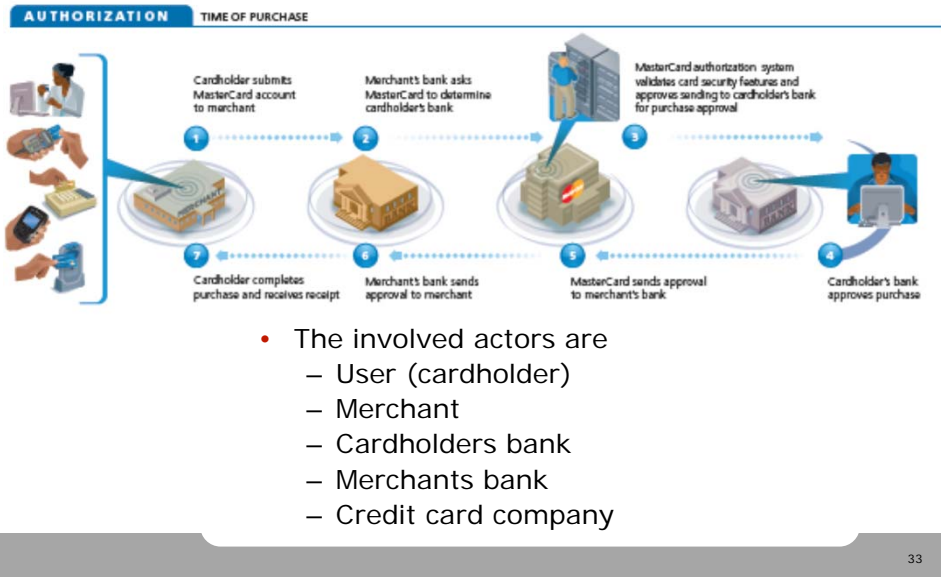 AUTHORIZATION TIME OF PURCHASE
Cardholder submits
MasterCard account
to merchant
Merchant's bank asks
MasterCard to determine
cardholder's bank
MasterCard authorization system
validates card security features and
approves sending to cardholder's bank
for purchase approval
1
2
3
MERCHANT
BANK
MasterCard
BANK
7
6
5
4
Cardholder completes
purchase and receives receipt
Merchant's bank sends
approval to merchant
MasterCard sends approval
to merchant's bank
Cardholder's bank
approves purchase
• The involved actors are
– User (cardholder)
– Merchant
– Cardholders bank
– Merchants bank
– Credit card company
33